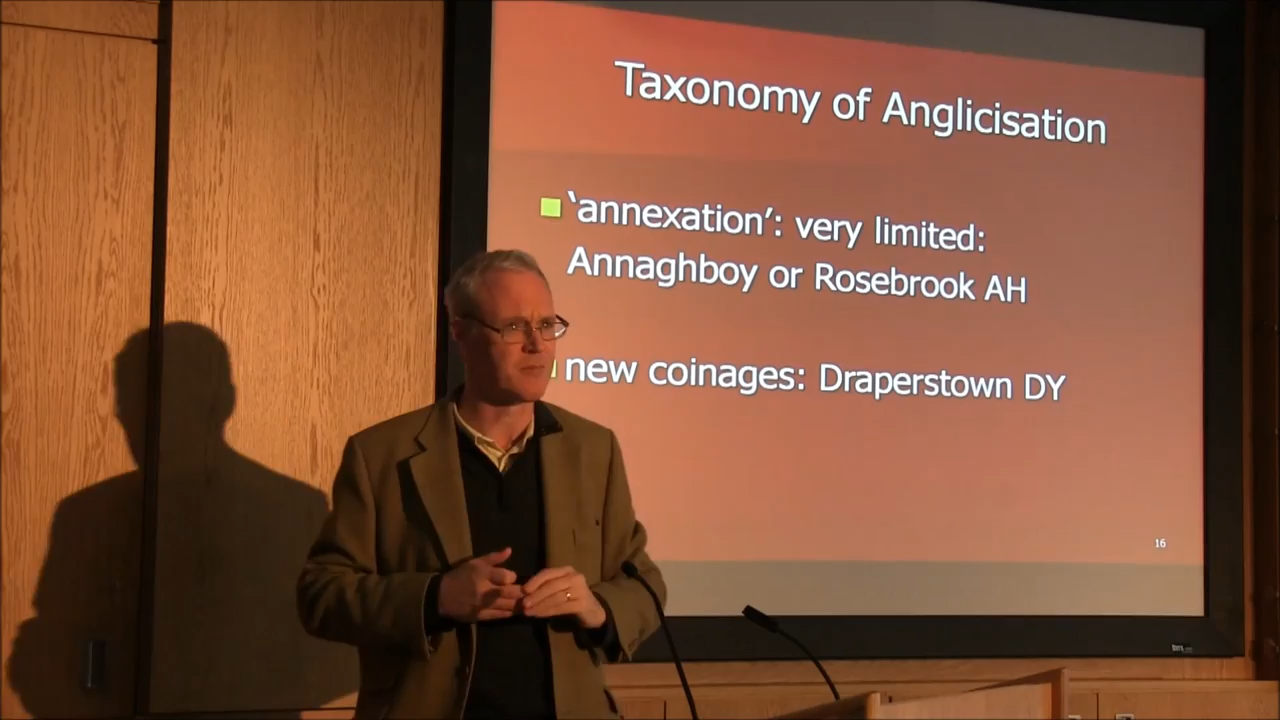 Taxonomy of Anglicisation
‘annexation’: very limited:
Annaghboy or Rosebrook AH
new coinages: Draperstown DY
16